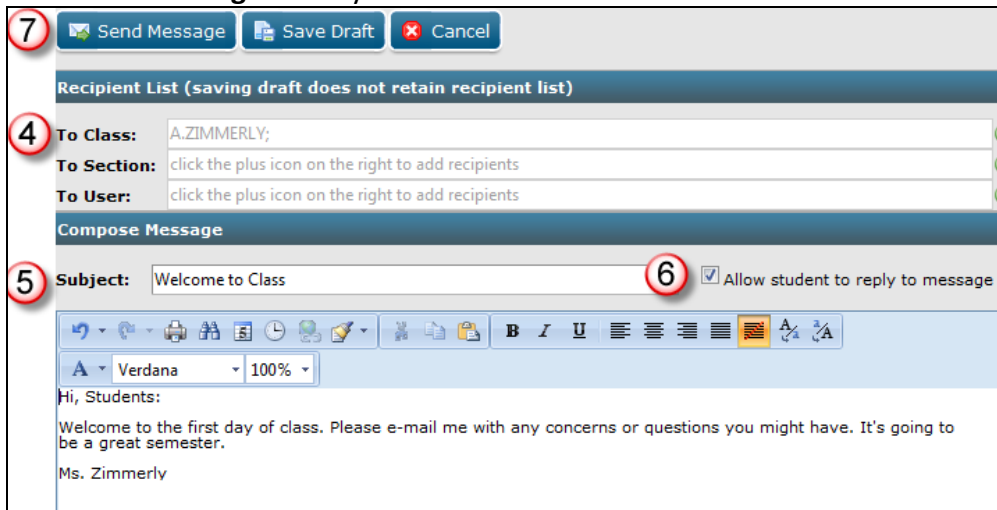 7 Send Message Save Draft Cancel
Recipient List (saving draft does not retain recipient list)
4 To Class: A.ZIMMERLY;
To Section: click the plus icon on the right to add recipients
To User: click the plus icon on the right to add recipients
Compose Message
5 Subject: Welcome to Class 6 Allow student to reply to message
B I U
A Verdana 100%
Hi, Students:
Welcome to the first day of class. Please e-mail me with any concerns or questions you might have. It's going to
be a great semester.
Ms. Zimmerly